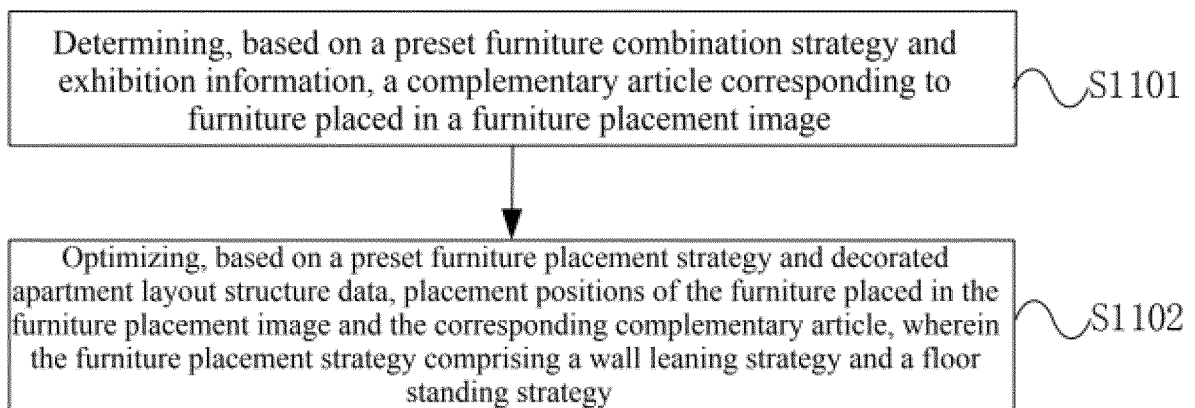 Determining, based on a preset furniture combination strategy and
exhibition information, a complementary article corresponding to
furniture placed in a furniture placement image
S1101
Optimizing, based on a preset furniture placement strategy and decorated
apartment layout structure data, placement positions of the furniture placed in the
furniture placement image and the corresponding complementary article, wherein
the furniture placement strategy comprising a wall leaning strategy and a floor
standing strategy
S1102